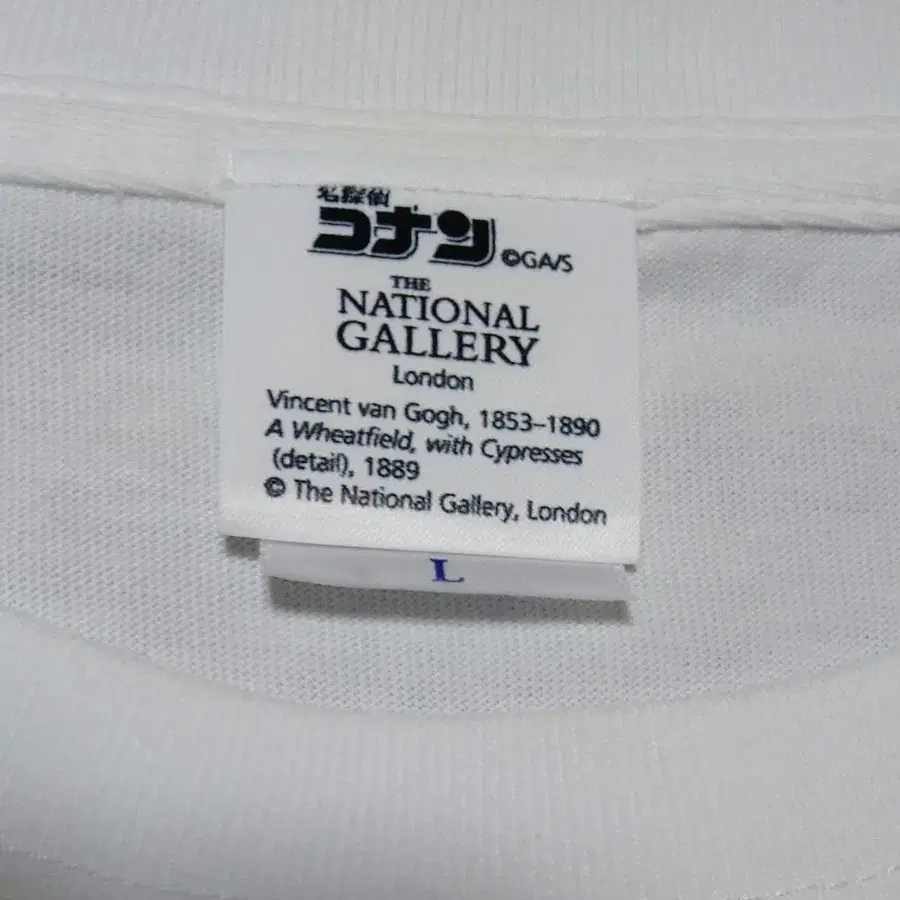 名探偵
コナン ©GA/S
THE
NATIONAL
GALLERY
London
Vincent van Gogh, 1853–1890
A Wheatfield, with Cypresses
(detail), 1889
© The National Gallery, London
L